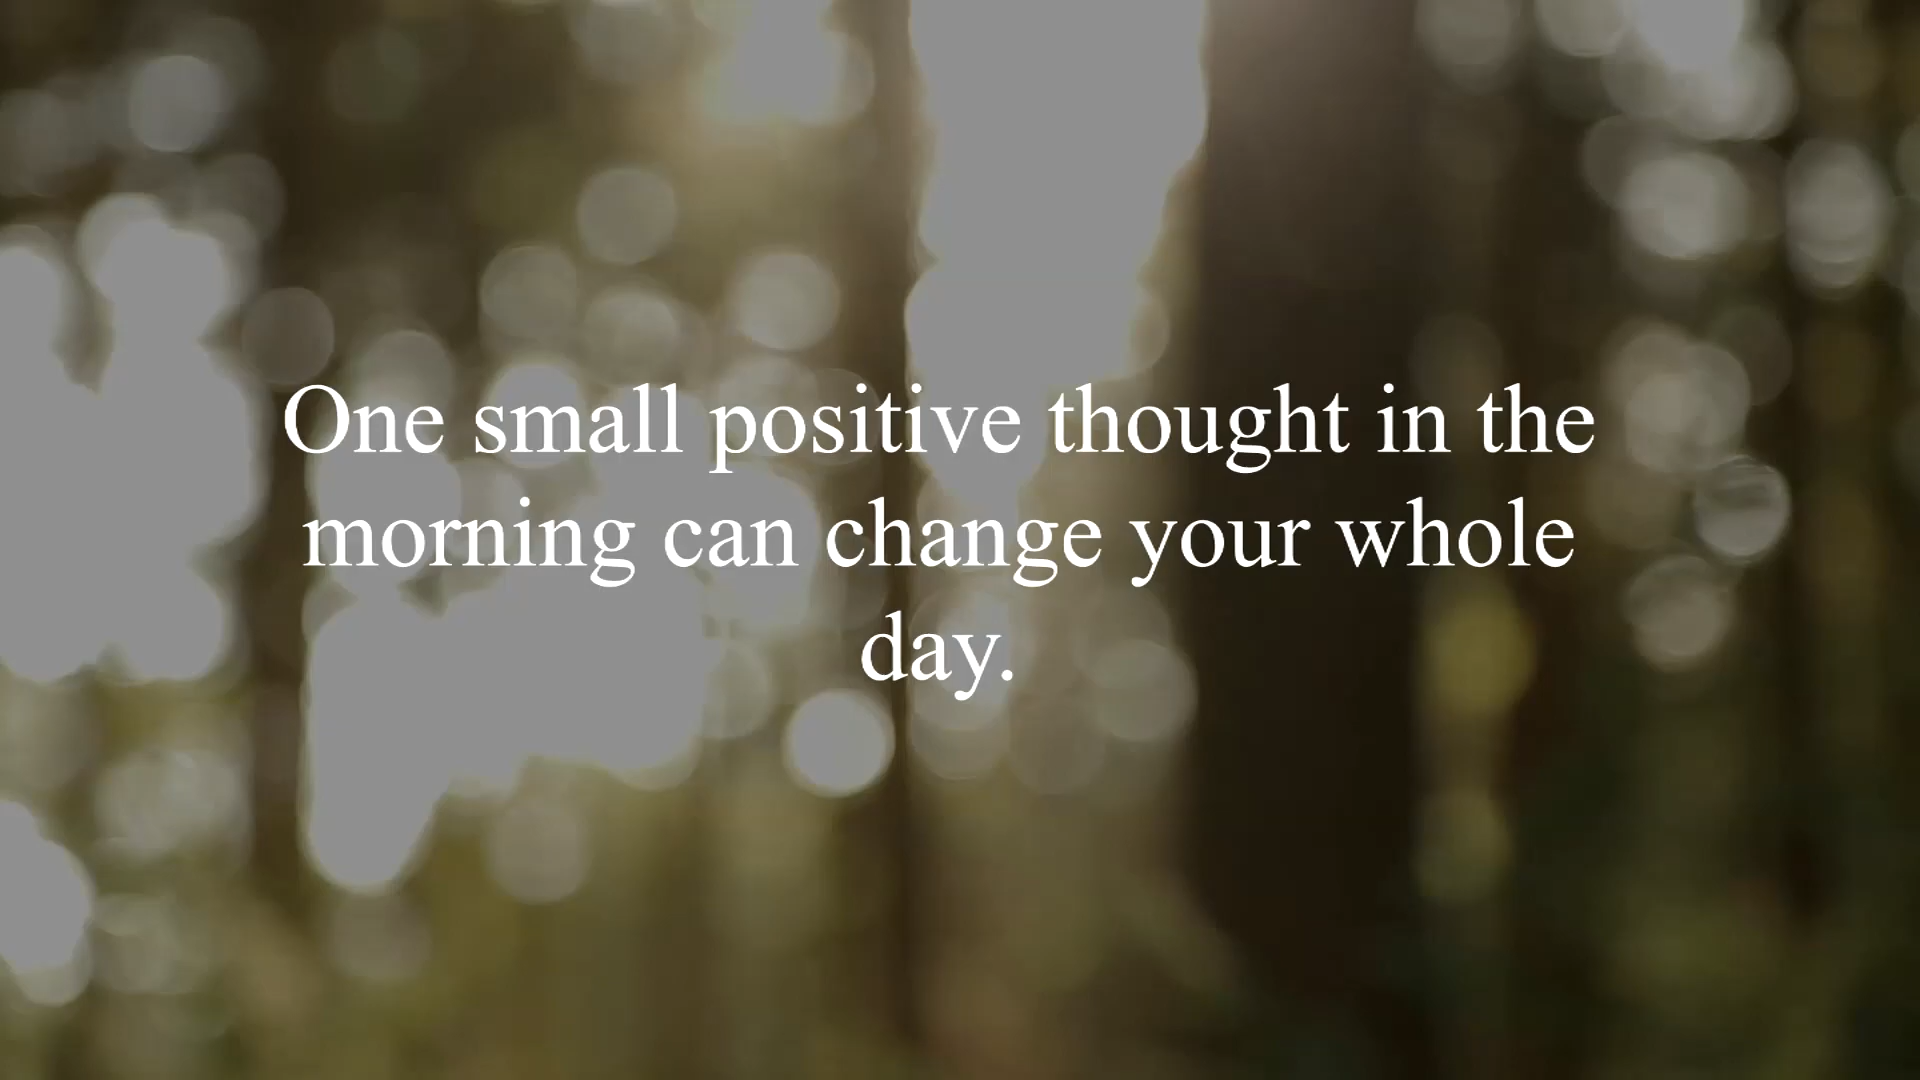 One small positive thought in the
morning can change your whole
day.